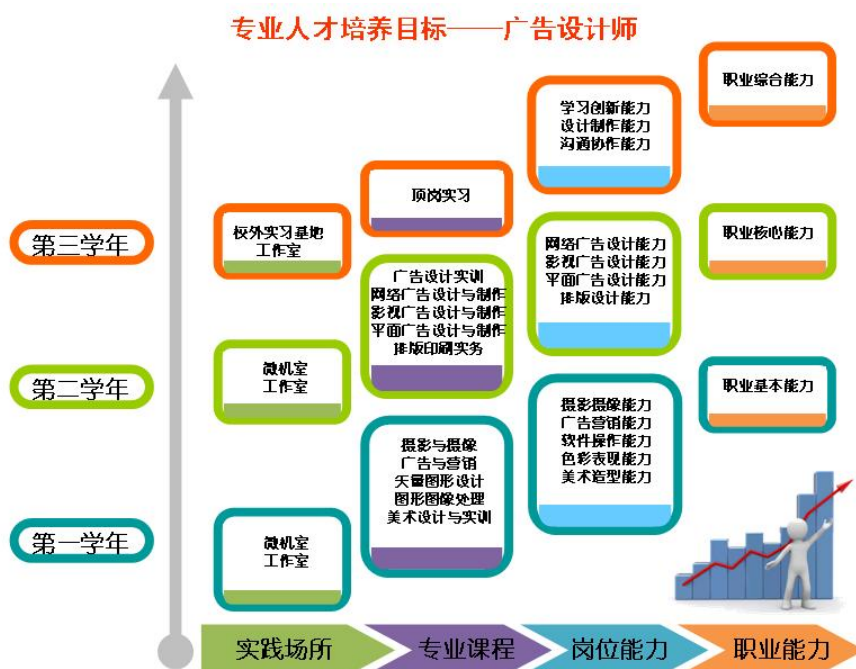 专业人才培养目标——广告设计师
职业综合能力
学习创新能力
设计制作能力
沟通协作能力
顶岗实习
第三学年
校外实习基地
工作室
网络广告设计能力
影视广告设计能力
平面广告设计能力
排版设计能力
职业核心能力
广告设计实训
网络广告设计与制作
影视广告设计与制作
平面广告设计与制作
排版印刷实务
第二学年
微机室
工作室
摄影摄像能力
广告营销能力
软件操作能力
色彩表现能力
美术造型能力
职业基本能力
摄影与摄像
广告与营销
矢量图形设计
图形图像处理
美术设计与实训
第一学年
微机室
工作室
实践场所
专业课程
岗位能力
职业能力